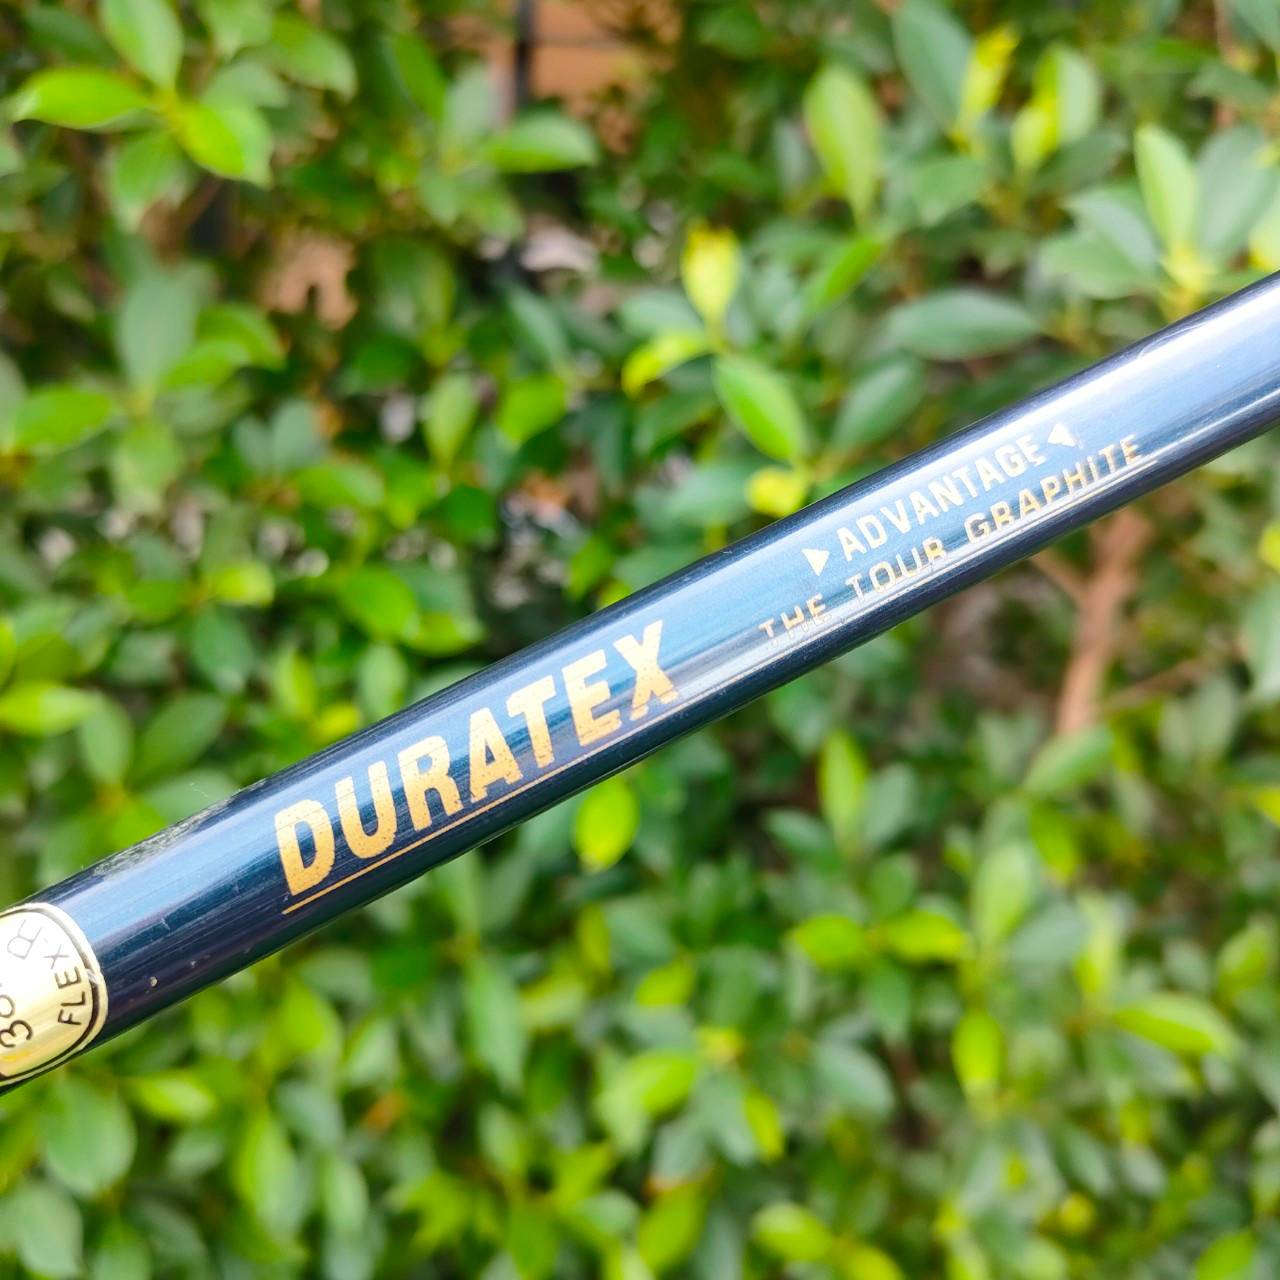 DURATEX
▶ADVANTAGE◀
THE TOUR GRAPHITE
FLEX-R